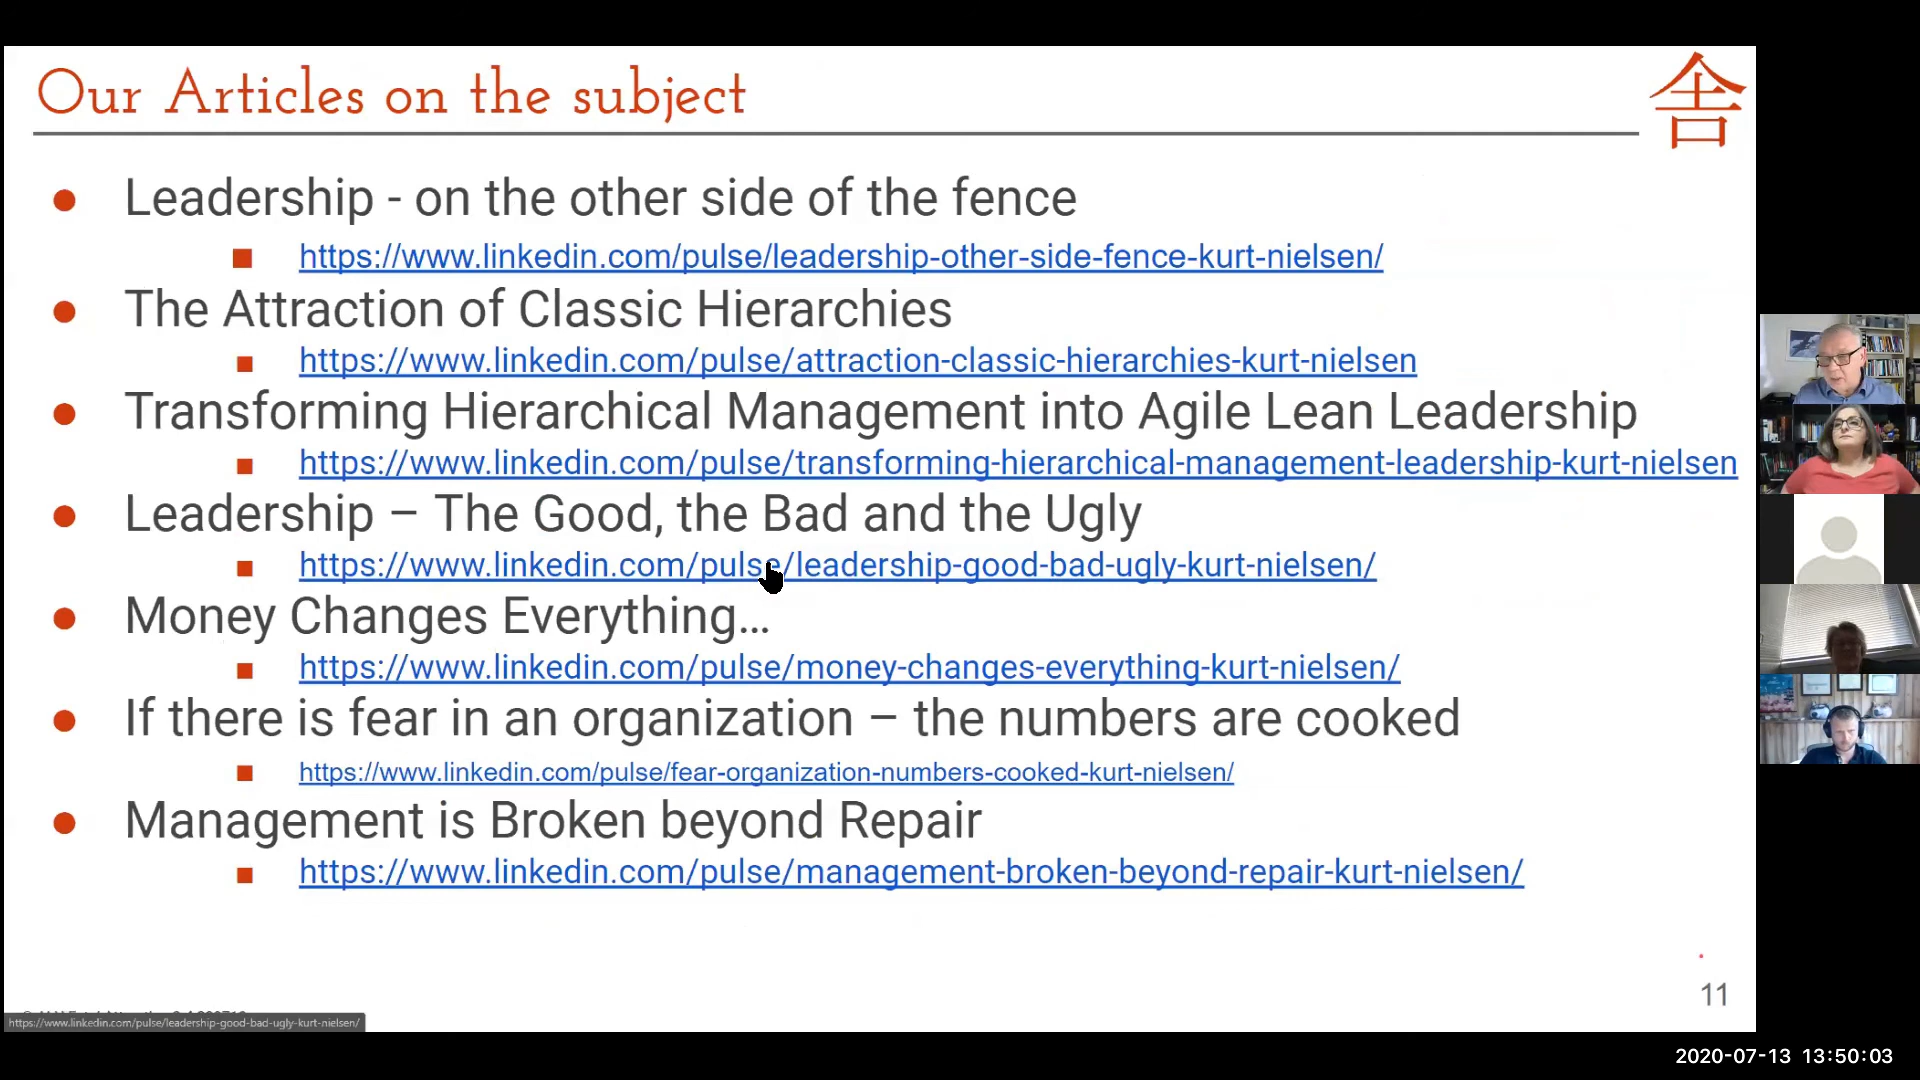 Our Articles on the subject
舍
Leadership - on the other side of the fence
https://www.linkedin.com/pulse/leadership-other-side-fence-kurt-nielsen/
The Attraction of Classic Hierarchies
https://www.linkedin.com/pulse/attraction-classic-hierarchies-kurt-nielsen
Transforming Hierarchical Management into Agile Lean Leadership
https://www.linkedin.com/pulse/transforming-hierarchical-management-leadership-kurt-nielsen
Leadership – The Good, the Bad and the Ugly
https://www.linkedin.com/pulse/leadership-good-bad-ugly-kurt-nielsen/
Money Changes Everything…
https://www.linkedin.com/pulse/money-changes-everything-kurt-nielsen/
If there is fear in an organization – the numbers are cooked
https://www.linkedin.com/pulse/fear-organization-numbers-cooked-kurt-nielsen/
Management is Broken beyond Repair
https://www.linkedin.com/pulse/management-broken-beyond-repair-kurt-nielsen/
11
https://www.linkedin.com/pulse/leadership-good-bad-ugly-kurt-nielsen/
2020-07-13 13:50:03